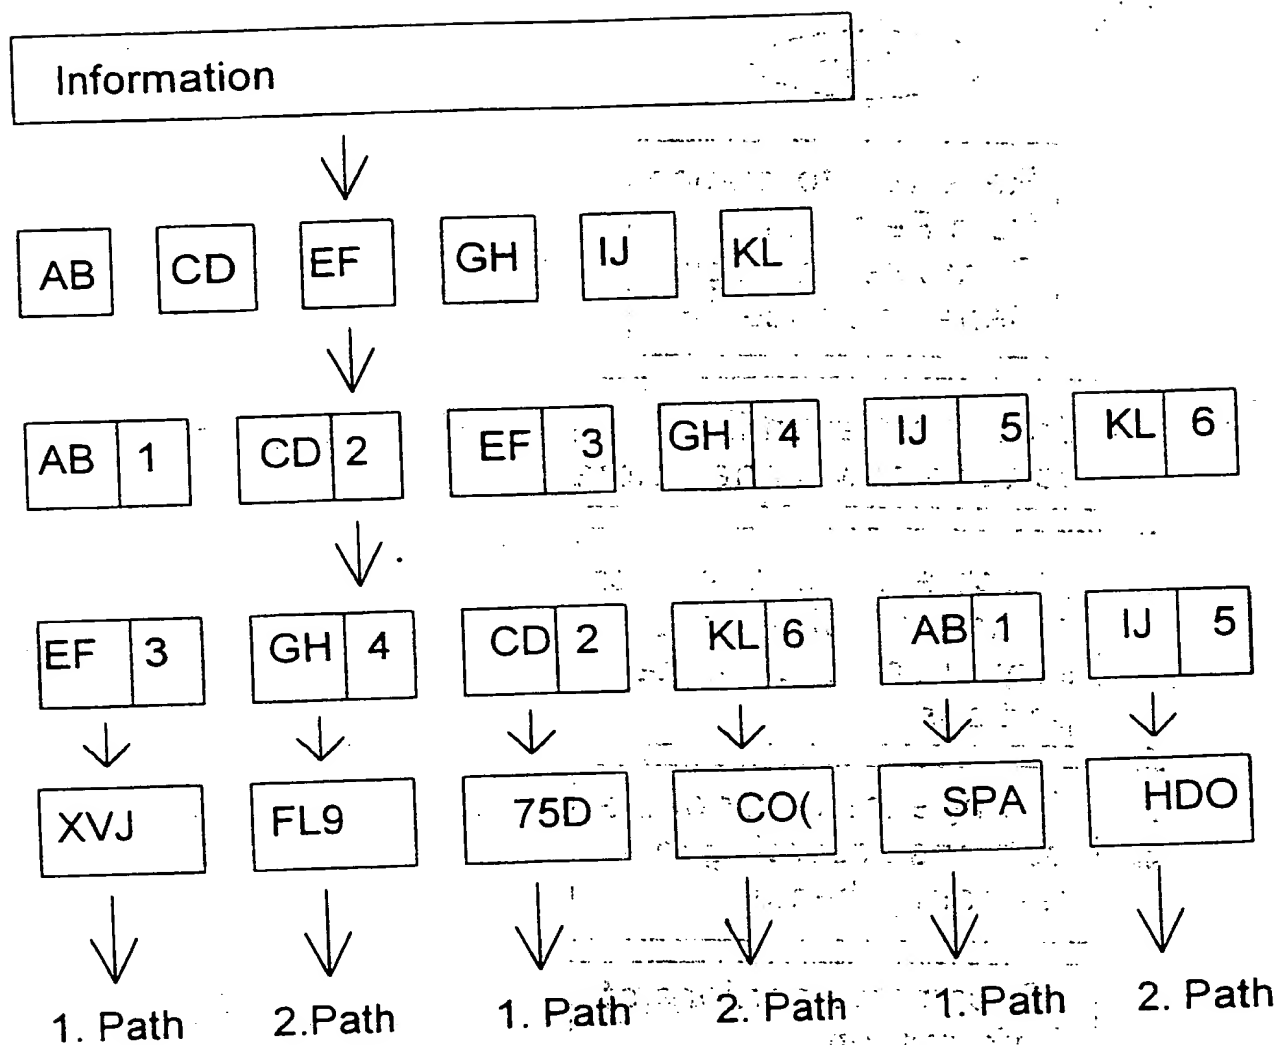 Information
AB CD EF GH IJ KL
AB 1 CD 2 EF 3 GH 4 IJ 5 KL 6
EF 3 GH 4 CD 2 KL 6 AB 1 IJ 5
XVJ FL9 75D CO( SPA HDO
1. Path 2.Path 1. Path 2. Path 1. Path 2. Path